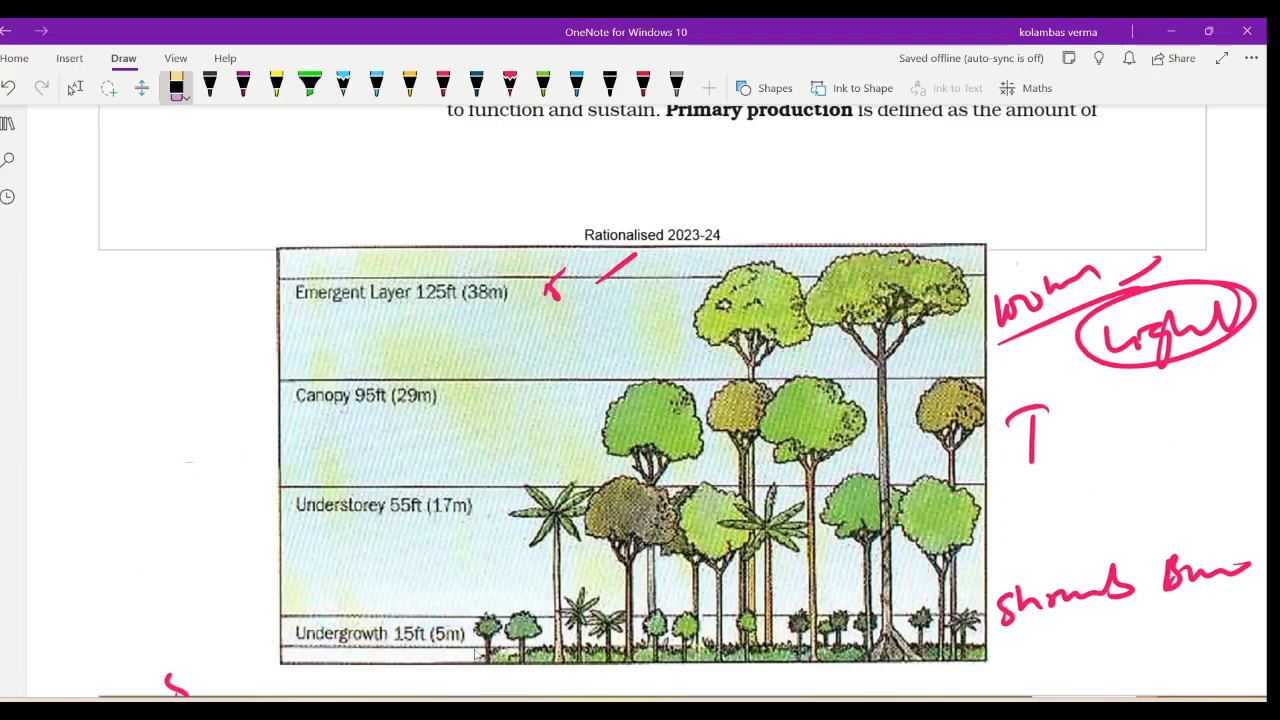 OneNote for Windows 10
kolambas verma
Home Insert Draw View Help
Saved offline (auto-sync is off)
Share
Shapes
Ink to Shape
Ink to Text
Maths
to function and sustain. Primary production is defined as the amount of
Rationalised 2023-24
Emergent Layer 125ft (38m)
Light
Canopy 95ft (29m)
T
Understorey 55ft (17m)
Undergrowth 15ft (5m)
S